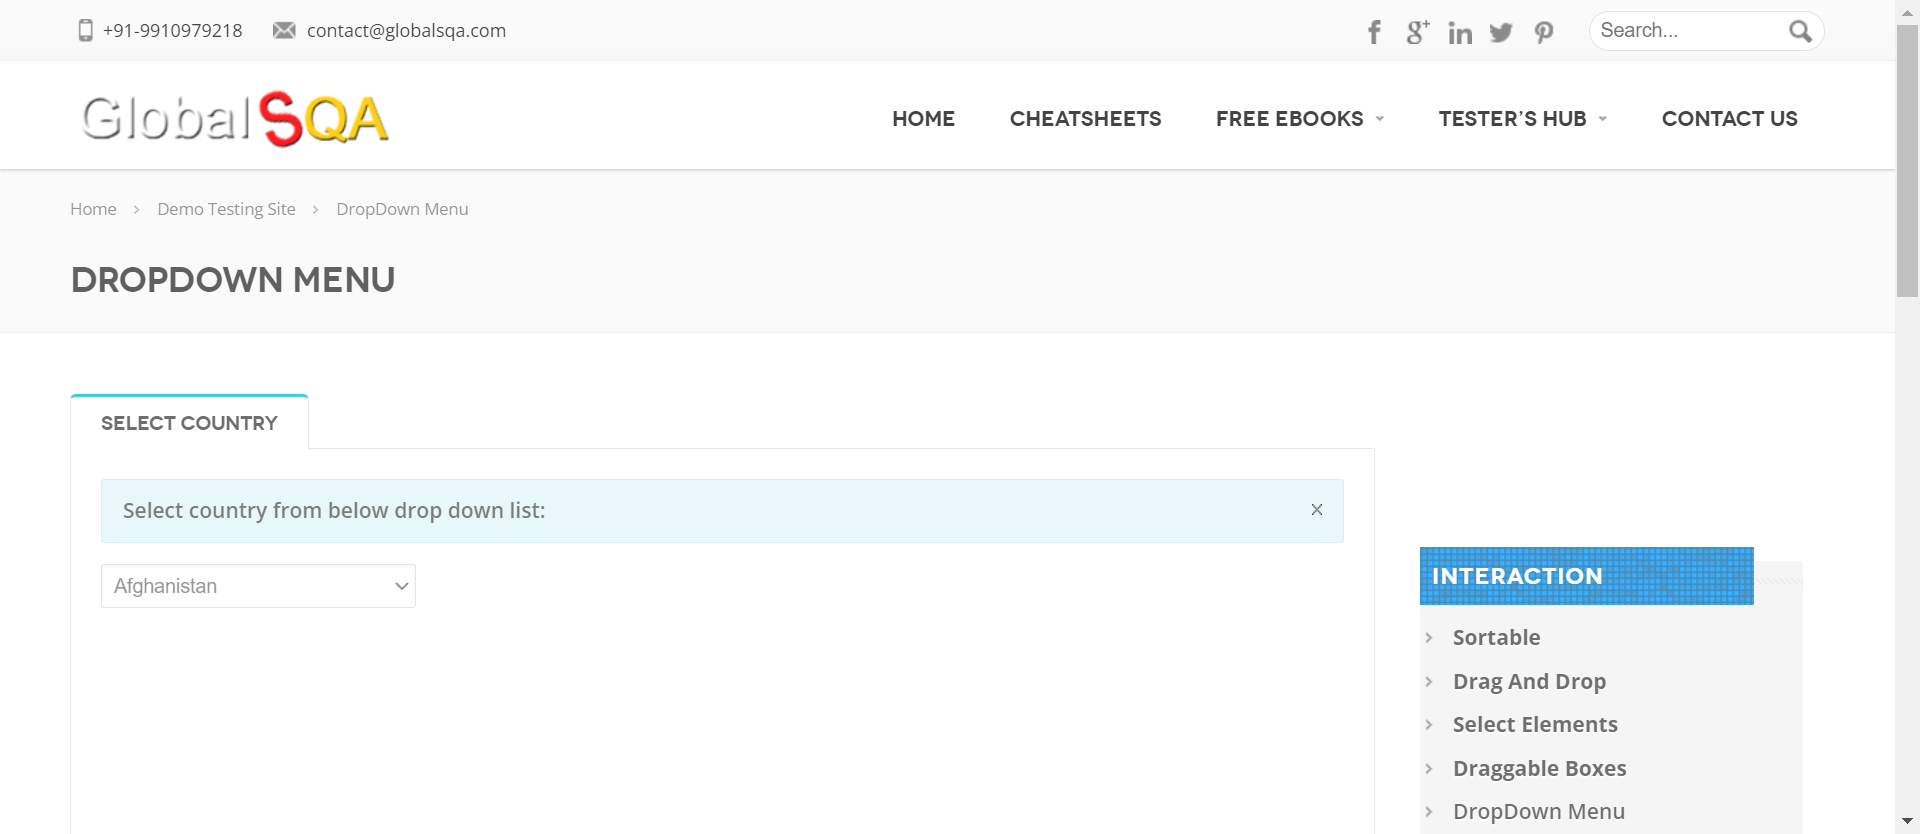 +91-9910979218 contact@globalsqa.com Search...
GlobalSQA
HOME CHEATSHEETS FREE EBOOKS TESTER'S HUB CONTACT US
Home > Demo Testing Site > DropDown Menu
DROPDOWN MENU
SELECT COUNTRY
Select country from below drop down list:
Afghanistan
INTERACTION
Sortable
Drag And Drop
Select Elements
Draggable Boxes
DropDown Menu